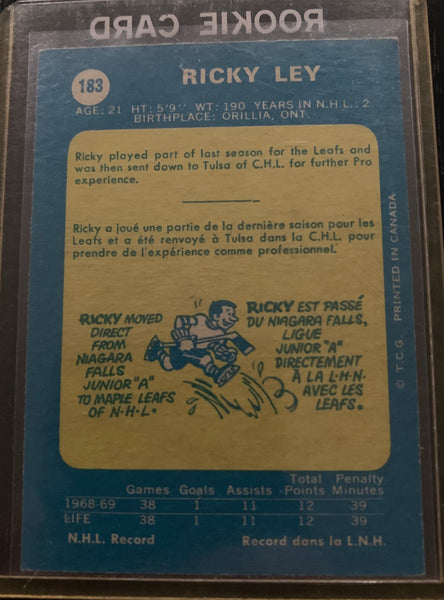 ROOKIE CARD
183
RICKY LEY
AGE: 21 HT: 5'9'' WT: 190 YEARS IN N.H.L.: 2
BIRTHPLACE: ORILLIA, ONT.
Ricky played part of last season for the Leafs and
was then sent down to Tulsa of C.H.L. for further Pro
experience.
Ricky a joué une partie de la dernière saison pour les
Leafs et a été renvoyé à Tulsa dans la C.H.L. pour
prendre de l'expérience comme professionnel.
RICKY MOVED
DIRECT
FROM
NIAGARA
FALLS
JUNIOR "A"
TO MAPLE LEAFS
OF N·H·L·
RICKY EST PASSÉ
DU NIAGARA FALLS,
LIGUE
JUNIOR "A"
DIRECTEMENT
À LA L·H·N·
AVEC LES
LEAFS.
© T.C.G. PRINTED IN CANADA
Games Goals Assists Total Points Penalty Minutes
1968-69 38 1 11 12 39
LIFE 38 1 11 12 39
N.H.L. Record Record dans la L.N.H.